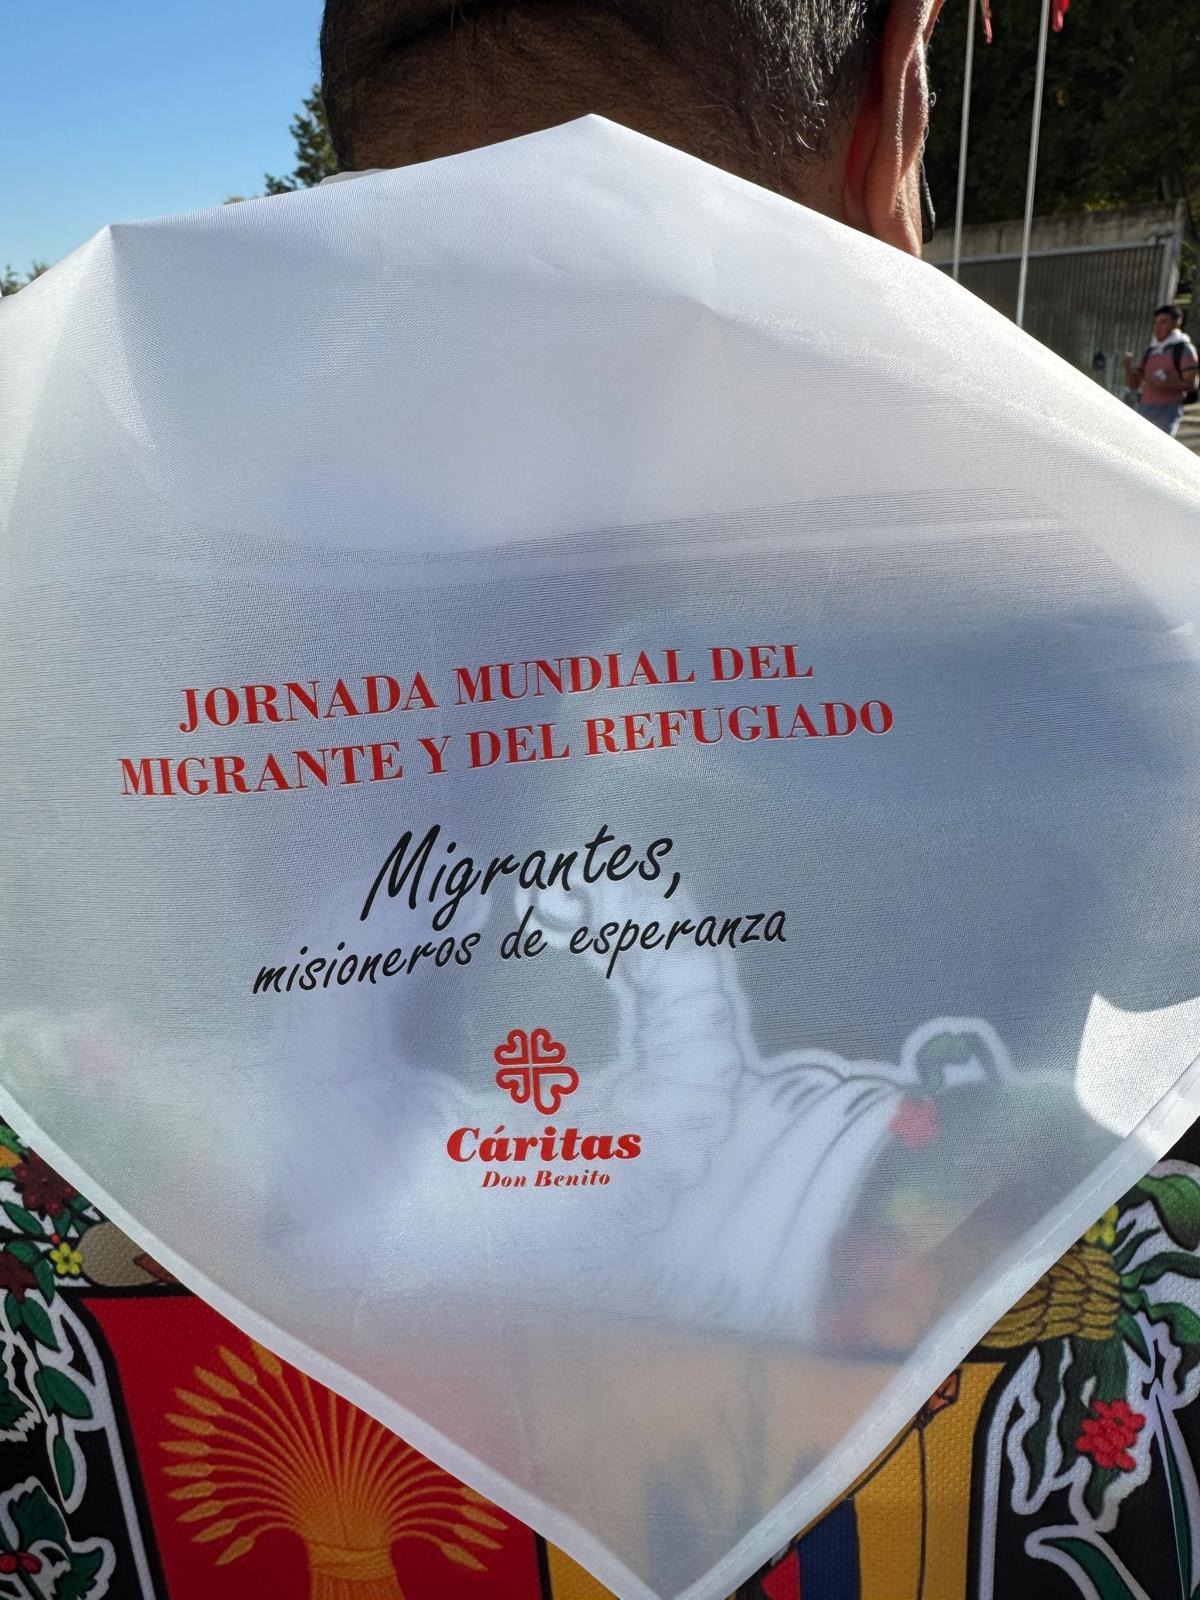 JORNADA MUNDIAL DEL
MIGRANTE Y DEL REFUGIADO
Migrantes,
misioneros de esperanza
Cáritas
Don Benito